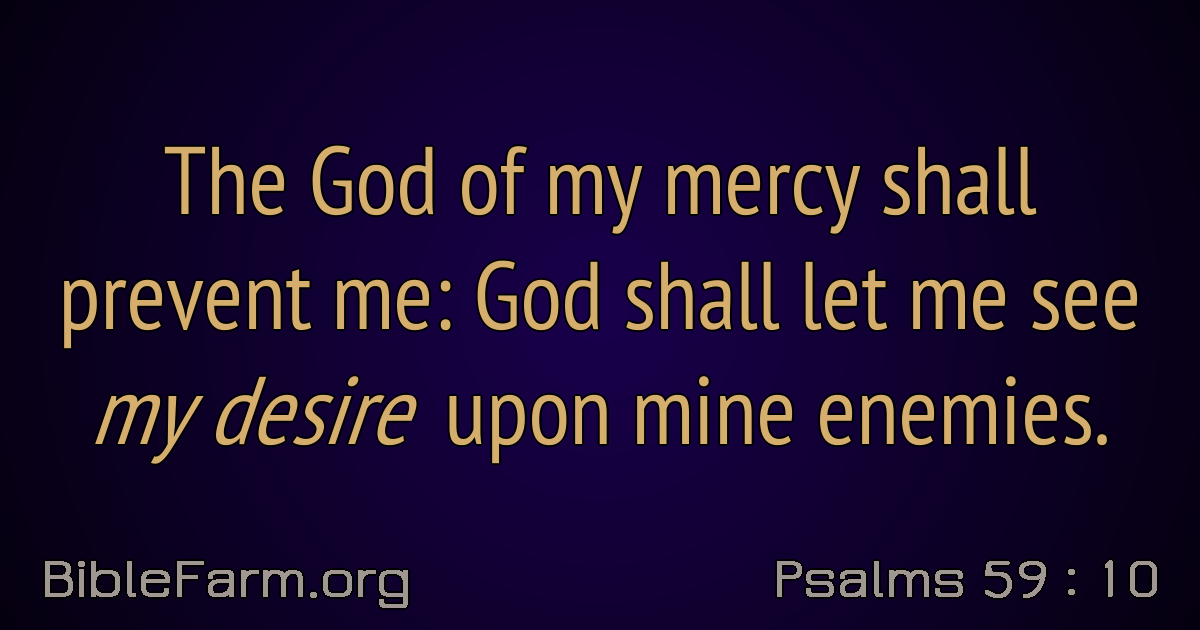 The God of my mercy shall
prevent me: God shall let me see
my desire upon mine enemies.
BibleFarm.org
Psalms 59 : 10